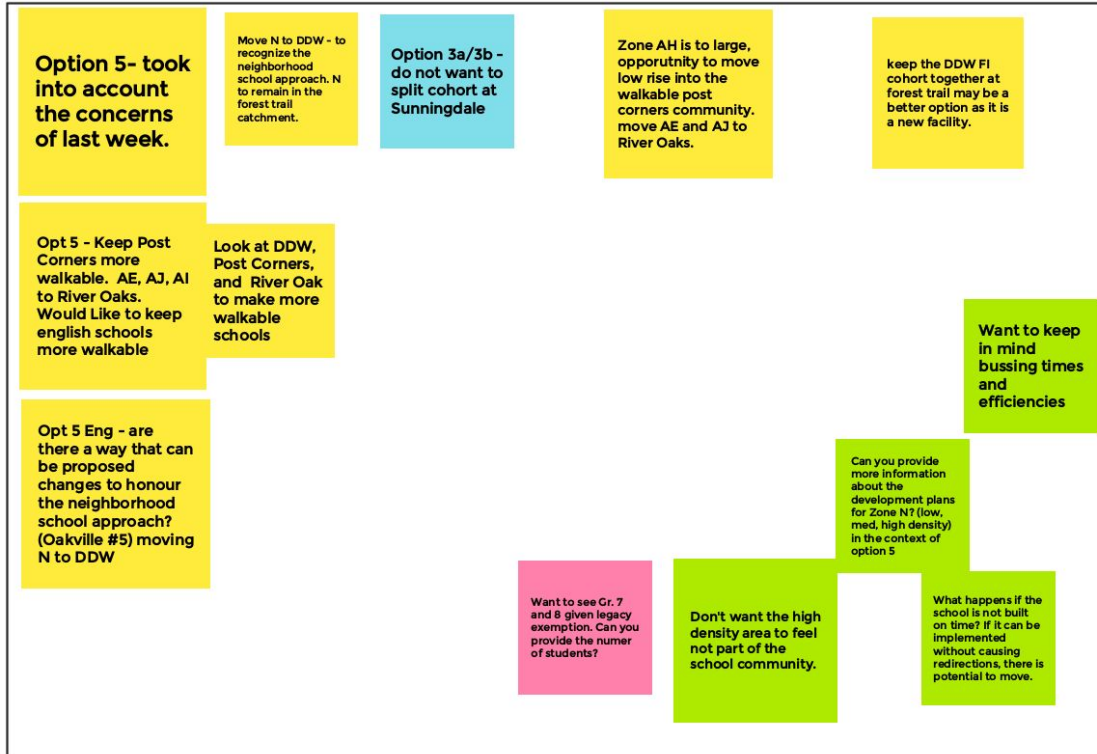 Option 5- took
into account
the concerns
of last week.
Move N to DDW - to
recognize the
neighborhood
school approach. N
to remain in the
forest trail
catchment.
Option 3a/3b -
do not want to
split cohort at
Sunningdale
Zone AH is to large,
opporutnity to move
low rise into the
walkable post
corners community.
move AE and AJ to
River Oaks.
keep the DDW FI
cohort together at
forest trail may be a
better option as it is
a new facility.
Opt 5 - Keep Post
Corners more
walkable. AE, AJ, AI
to River Oaks.
Would Like to keep
english schools
more walkable
Look at DDW,
Post Corners,
and River Oak
to make more
walkable
schools
Want to keep
in mind
bussing times
and
efficiencies
Opt 5 Eng - are
there a way that can
be proposed
changes to honour
the neighborhood
school approach?
(Oakville #5) moving
N to DDW
Can you provide
more information
about the
development plans
for Zone N? (low,
med, high density)
in the context of
option 5
Want to see Gr. 7
and 8 given legacy
exemption. Can you
provide the numer
of students?
Don't want the high
density area to feel
not part of the
school community.
What happens if the
school is not built
on time? If it can be
implemented
without causing
redirections, there is
potential to move.